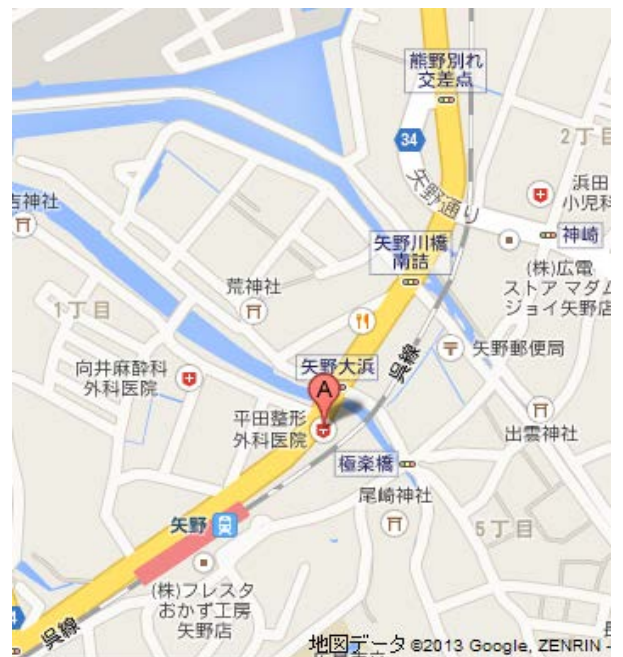 熊野別れ
交差点
34
2丁目
矢野通り
浜田
小児科
吉神社
神崎
矢野川橋
南詰
(株)広電
ストア マダム
ジョイ矢野店
荒神社
1丁目
矢野郵便局
呉線
向井麻酔科
外科医院
矢野大浜
A
平田整形
外科医院
出雲神社
極楽橋
尾崎神社
矢野
5丁目
(株)フレスタ
おかず工房
矢野店
34
呉線
地図データ ©2013 Google, ZENRIN -